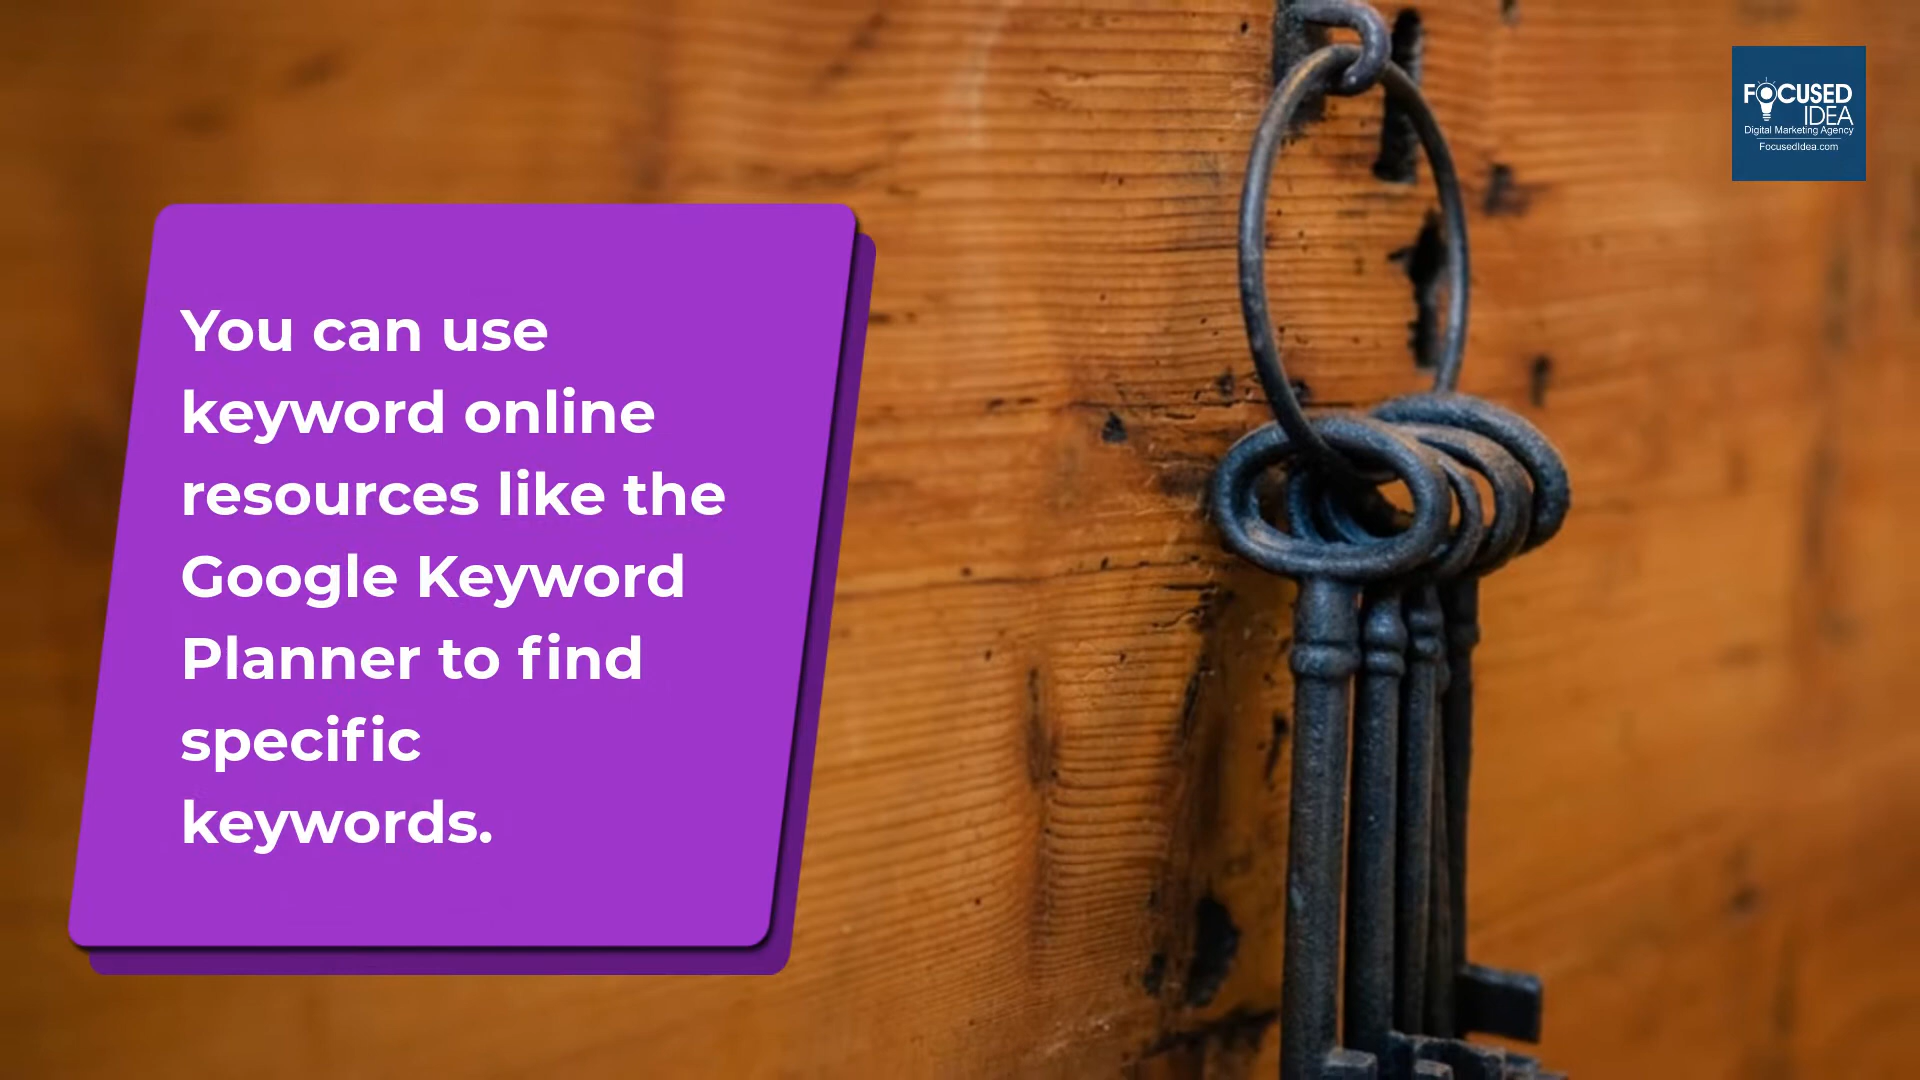 FOCUSED
IDEA
Digital Marketing Agency
FocusedIdea.com
You can use
keyword online
resources like the
Google Keyword
Planner to find
specific
keywords.